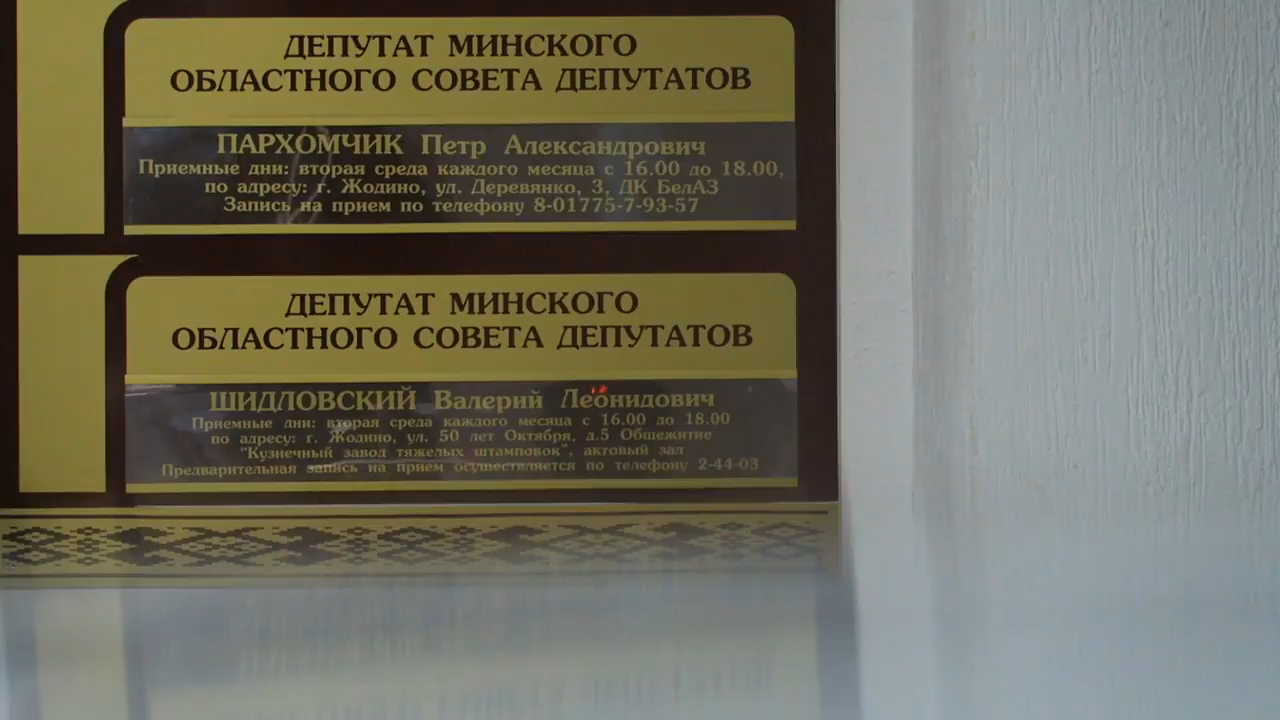 ДЕПУТАТ МИНСКОГО
ОБЛАСТНОГО СОВЕТА ДЕПУТАТОВ
ПАРХОМЧИК Петр Александрович
Приемные дни: вторая среда каждого месяца с 16.00 до 18.00,
по адресу: г. Жодино, ул. Деревянко, 3, ДК БелАЗ
Запись на прием по телефону 8-01775-7-93-57
ДЕПУТАТ МИНСКОГО
ОБЛАСТНОГО СОВЕТА ДЕПУТАТОВ
ШИДЛОВСКИЙ Валерий Леонидович
Приемные дни: вторая среда каждого месяца с 16.00 до 18.00
по адресу: г. Жодино, ул. 50 лет Октября, д.5 Общежитие
"Кузнечный завод тяжелых штамповок", актовый зал
Предварительная запись на прием осуществляется по телефону 2-44-03